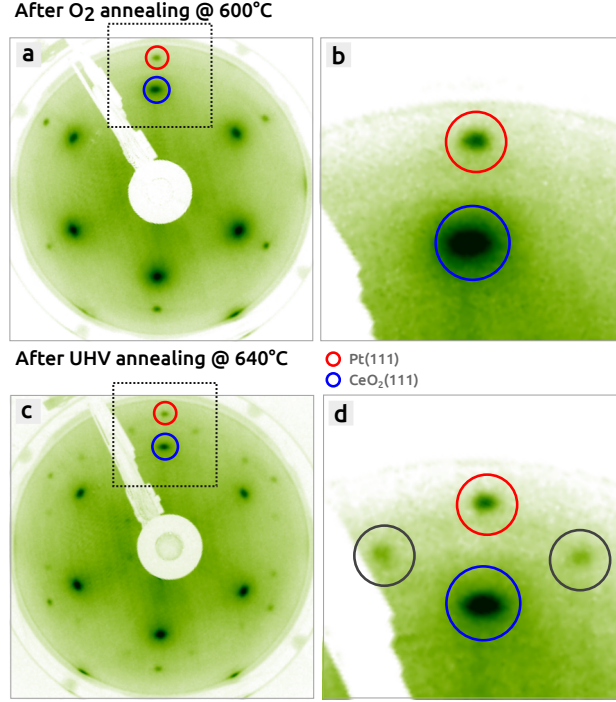 After O₂ annealing @ 600°C
a
b
After UHV annealing @ 640°C
Pt(111)
CeO₂(111)
c
d